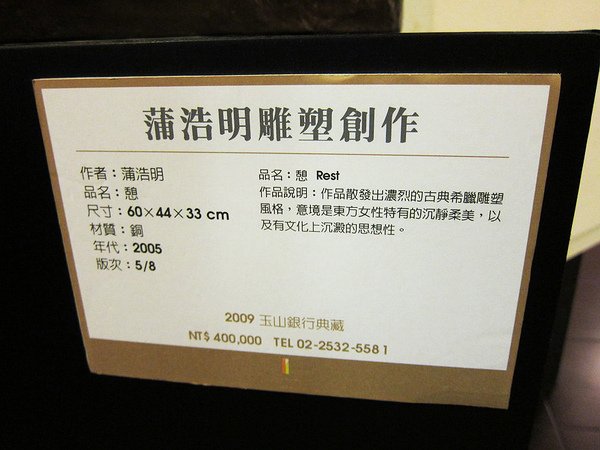 蒲浩明雕塑創作
作者：蒲浩明
品名：憩
尺寸：60×44×33 cm
材質：銅
年代：2005
版次：5/8
品名：憩 Rest
作品說明：作品散發出濃烈的古典希臘雕塑
風格，意境是東方女性特有的沉靜柔美，以
及有文化上沉澱的思想性。
2009 玉山銀行典藏
NT$ 400,000 TEL 02-2532-5581